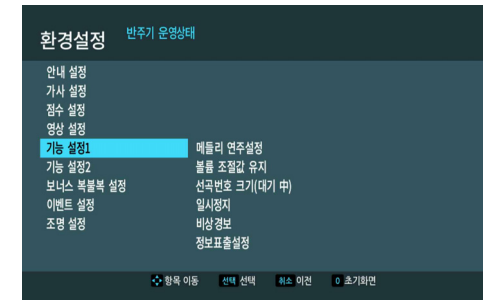 환경설정 반주기 운영상태
안내 설정
가사 설정
점수 설정
영상 설정
기능 설정1 메들리 연주설정
기능 설정2 볼륨 조절값 유지
보너스 복불복 설정 선곡번호 크기(대기 中)
이벤트 설정 일시정지
조명 설정 비상경보
정보표출설정
항목 이동 선택 선택 취소 이전 0 초기화면